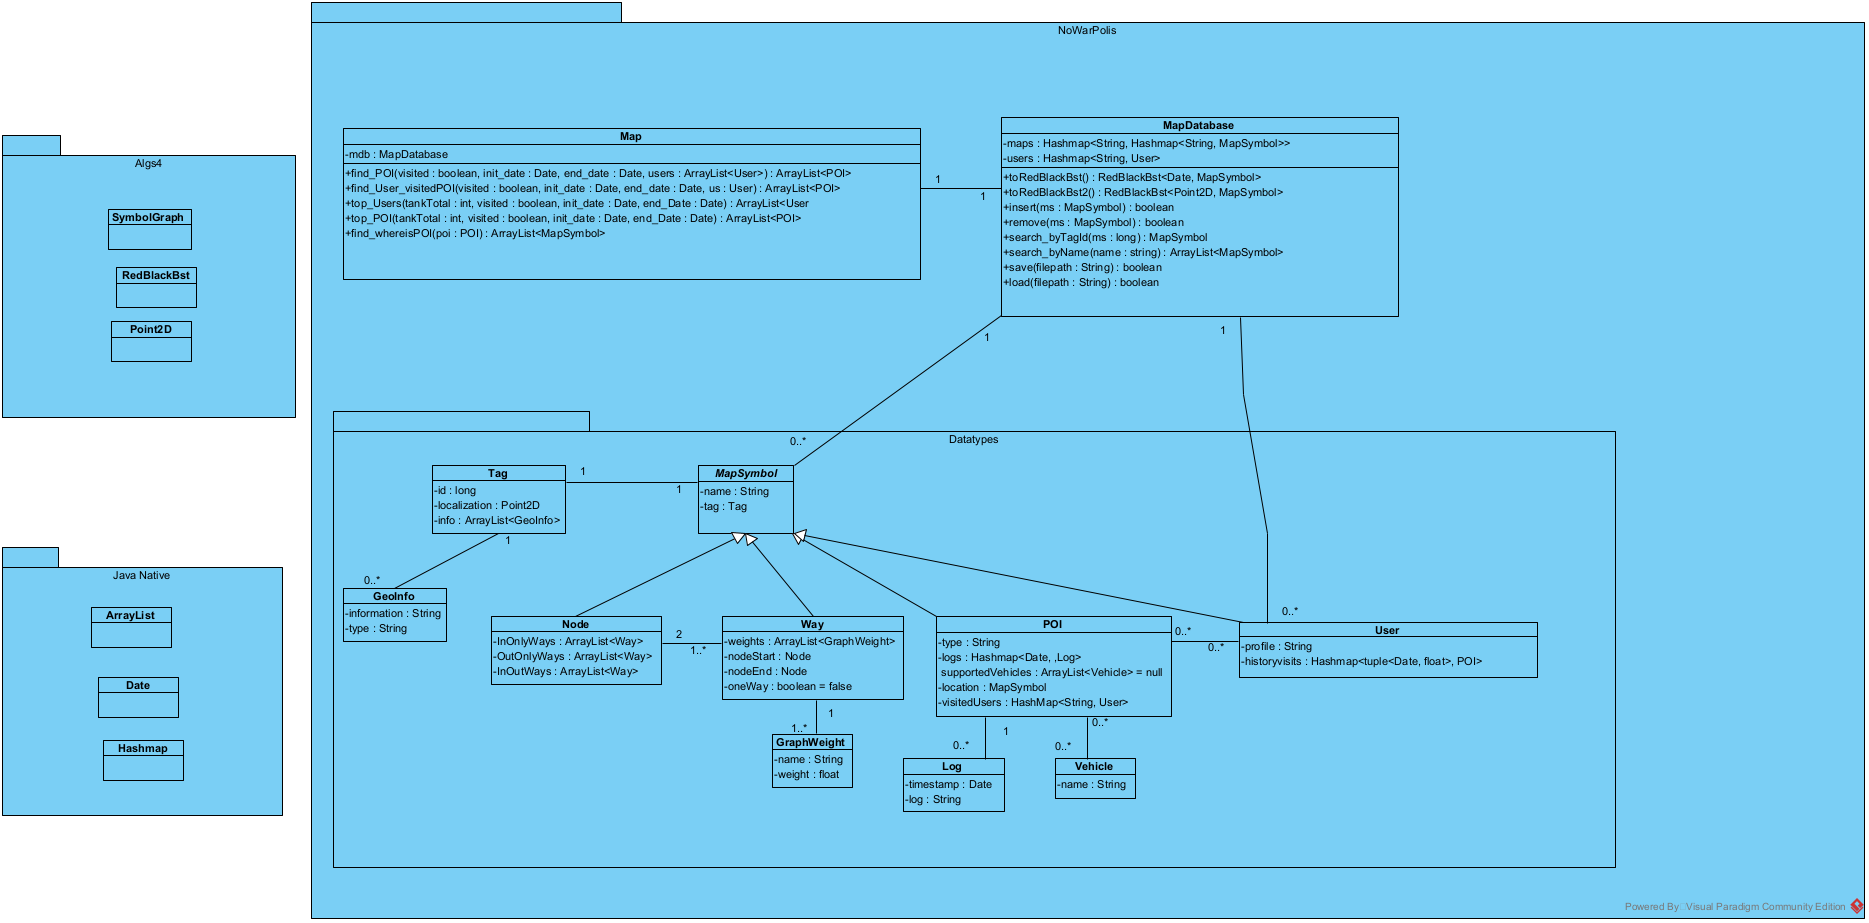 NoWarPolis
Map
-mdb : MapDatabase
+find_POI(visited : boolean, init_date : Date, end_date : Date, users : ArrayList<User>) : ArrayList<POI>
+find_User_visitedPOI(visited : boolean, init_date : Date, end_date : Date, us : User) : ArrayList<POI>
+top_Users(tankTotal : int, visited : boolean, init_date : Date, end_Date : Date) : ArrayList<User
+top_POI(tankTotal : int, visited : boolean, init_date : Date, end_Date : Date) : ArrayList<POI>
+find_whereisPOI(poi : POI) : ArrayList<MapSymbol>
1
1
MapDatabase
-maps : Hashmap<String, Hashmap<String, MapSymbol>>
-users : Hashmap<String, User>
+toRedBlackBst() : RedBlackBst<Date, MapSymbol>
+toRedBlackBst2() : RedBlackBst<Point2D, MapSymbol>
+insert(ms : MapSymbol) : boolean
+remove(ms : MapSymbol) : boolean
+search_byTagId(ms : long) : MapSymbol
+search_byName(name : string) : ArrayList<MapSymbol>
+save(filepath : String) : boolean
+load(filepath : String) : boolean
1
1
0..*
0..*
Algs4
SymbolGraph
RedBlackBst
Point2D
Java Native
ArrayList
Date
Hashmap
Datatypes
Tag
-id : long
-localization : Point2D
-info : ArrayList<GeoInfo>
1
1
MapSymbol
-name : String
-tag : Tag
1
0..*
GeoInfo
-information : String
-type : String
Node
-InOnlyWays : ArrayList<Way>
-OutOnlyWays : ArrayList<Way>
-InOutWays : ArrayList<Way>
2
1..*
Way
-weights : ArrayList<GraphWeight>
-nodeStart : Node
-nodeEnd : Node
-oneWay : boolean = false
1
1..*
GraphWeight
-name : String
-weight : float
POI
-type : String
-logs : Hashmap<Date, ,Log>
supportedVehicles : ArrayList<Vehicle> = null
-location : MapSymbol
-visitedUsers : HashMap<String, User>
0..*
0..*
User
-profile : String
-historyvisits : Hashmap<tuple<Date, float>, POI>
1
0..*
0..*
0..*
Log
-timestamp : Date
-log : String
Vehicle
-name : String
Powered By Visual Paradigm Community Edition